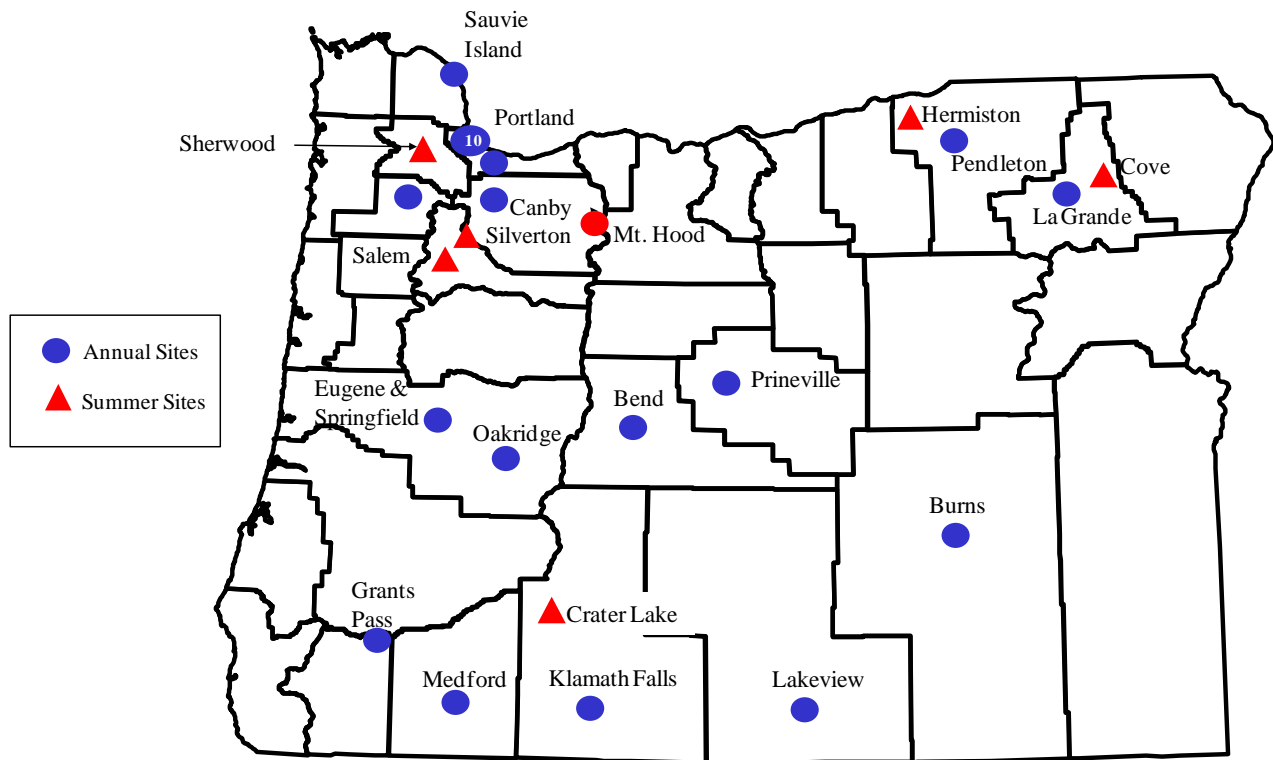 Sauvie
Island
Portland
10
Sherwood
Hermiston
Pendleton
Cove
La Grande
Canby
Silverton
Mt. Hood
Salem
Annual Sites
Summer Sites
Eugene &
Springfield
Oakridge
Bend
Prineville
Burns
Grants
Pass
Crater Lake
Medford
Klamath Falls
Lakeview